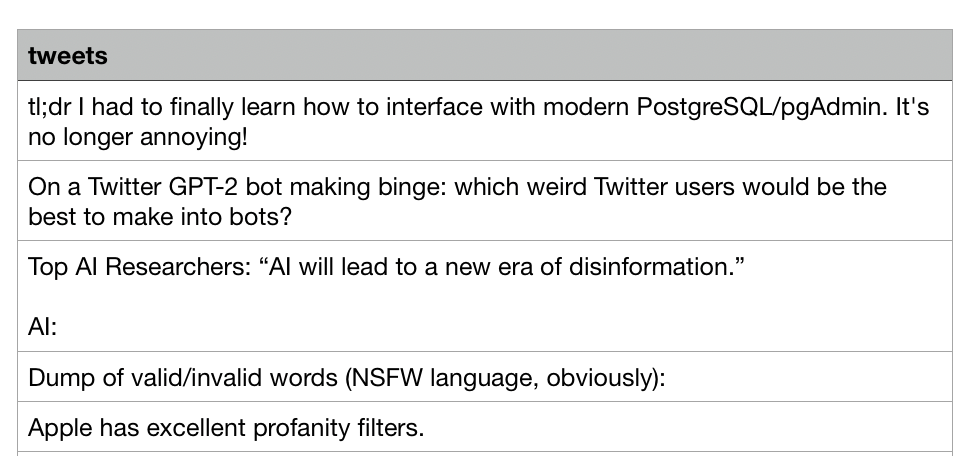 tweets
tl;dr I had to finally learn how to interface with modern PostgreSQL/pgAdmin. It's
no longer annoying!
On a Twitter GPT-2 bot making binge: which weird Twitter users would be the
best to make into bots?
Top AI Researchers: “AI will lead to a new era of disinformation.”
AI:
Dump of valid/invalid words (NSFW language, obviously):
Apple has excellent profanity filters.